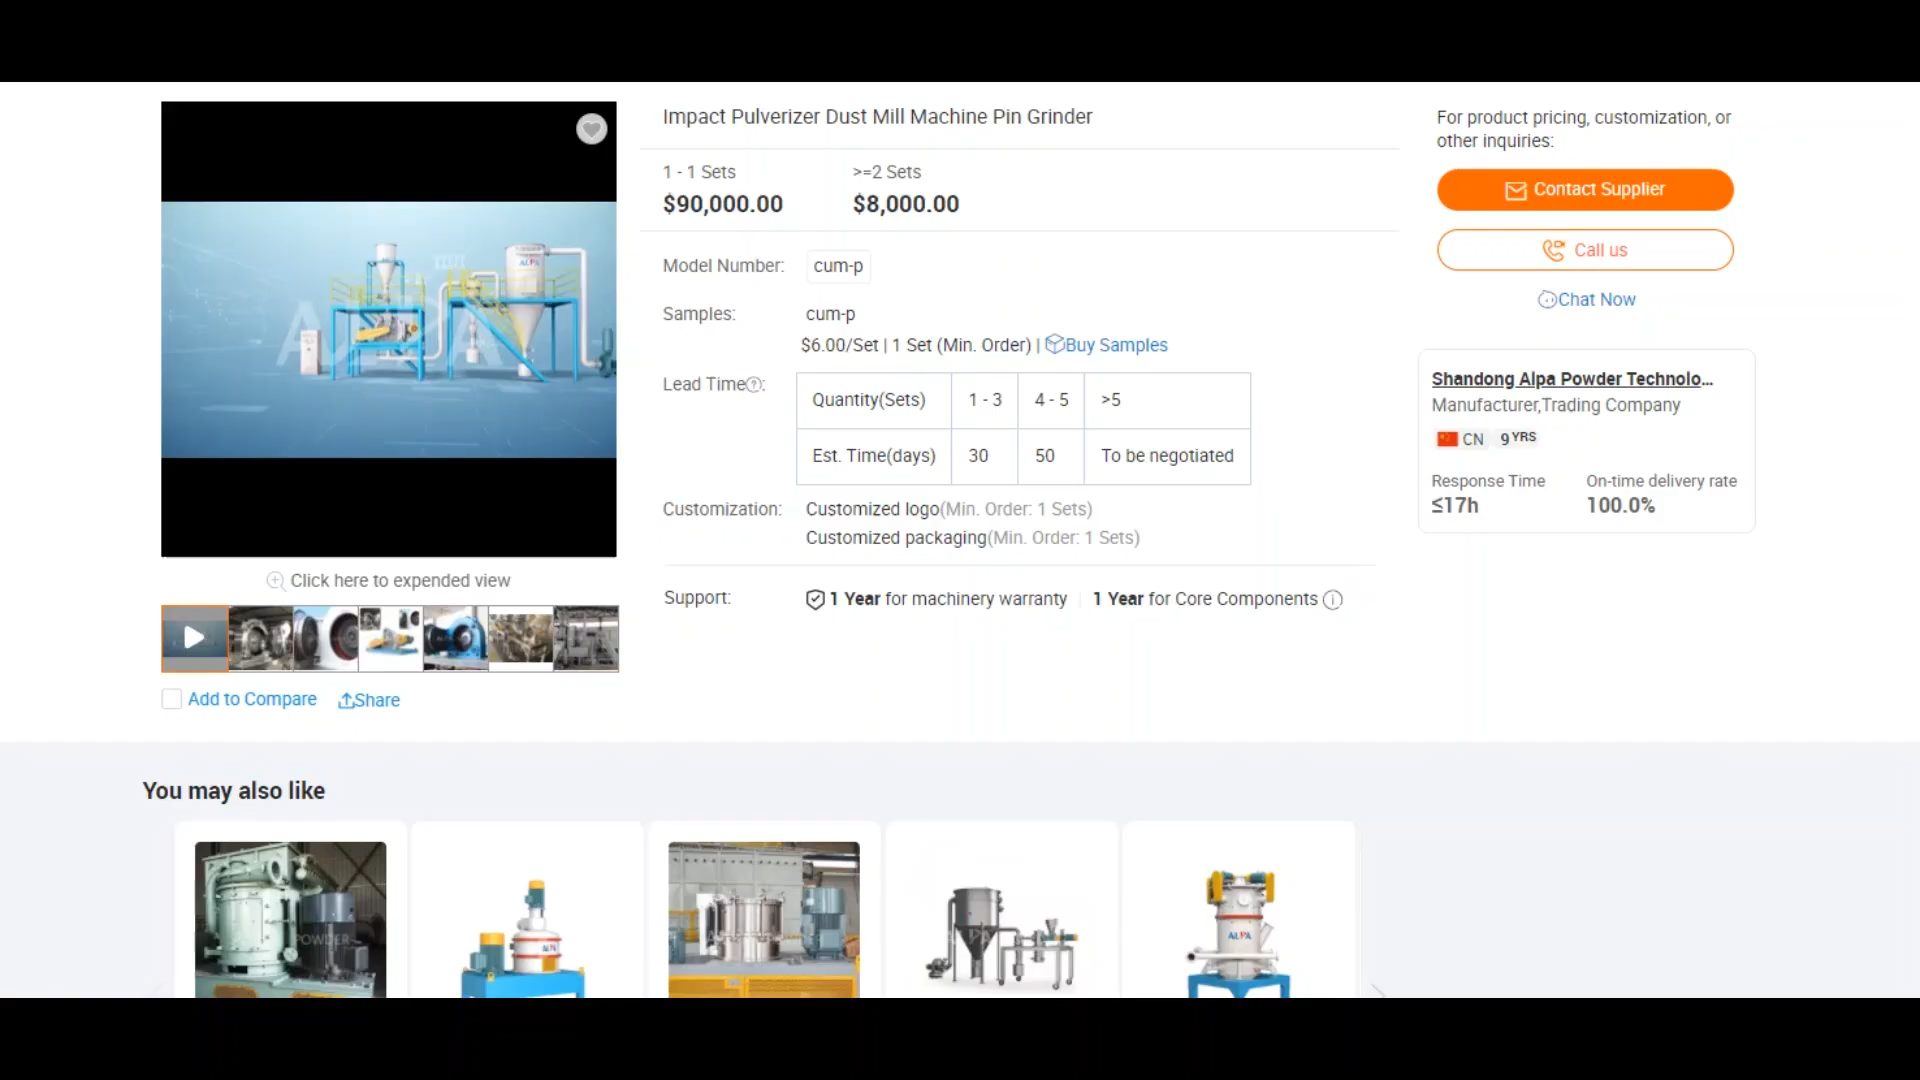 Impact Pulverizer Dust Mill Machine Pin Grinder
1 - 1 Sets
>=2 Sets
$90,000.00
$8,000.00
Model Number:
cum-p
Samples:
cum-p
$6.00/Set | 1 Set (Min. Order) | Buy Samples
Lead Time?:
Quantity(Sets) 1 - 3 4 - 5 >5
Est. Time(days) 30 50 To be negotiated
Customization:
Customized logo(Min. Order: 1 Sets)
Customized packaging(Min. Order: 1 Sets)
Support:
1 Year for machinery warranty
1 Year for Core Components
For product pricing, customization, or
other inquiries:
Contact Supplier
Call us
Chat Now
Shandong Alpa Powder Technolo...
Manufacturer,Trading Company
CN 9 YRS
Response Time
≤17h
On-time delivery rate
100.0%
ALPA
ALPA
Click here to expended view
Add to Compare
Share
You may also like
POWDER
ALPA
ALPA